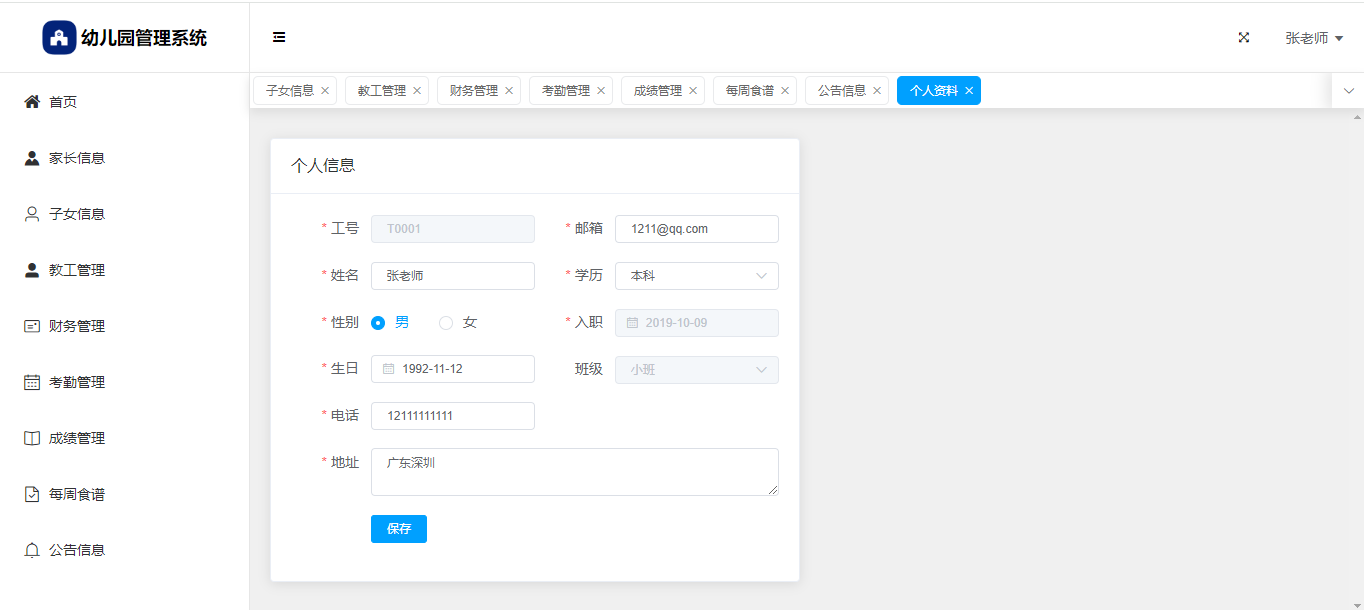 幼儿园管理系统
张老师
首页
家长信息
子女信息
教工管理
财务管理
考勤管理
成绩管理
每周食谱
公告信息
子女信息 × 教工管理 × 财务管理 × 考勤管理 × 成绩管理 × 每周食谱 × 公告信息 × 个人资料 ×
个人信息
* 工号 T0001 * 邮箱 1211@qq.com
* 姓名 张老师 * 学历 本科
* 性别 男 女 * 入职 2019-10-09
* 生日 1992-11-12 班级 小班
* 电话 12111111111
* 地址 广东深圳
保存